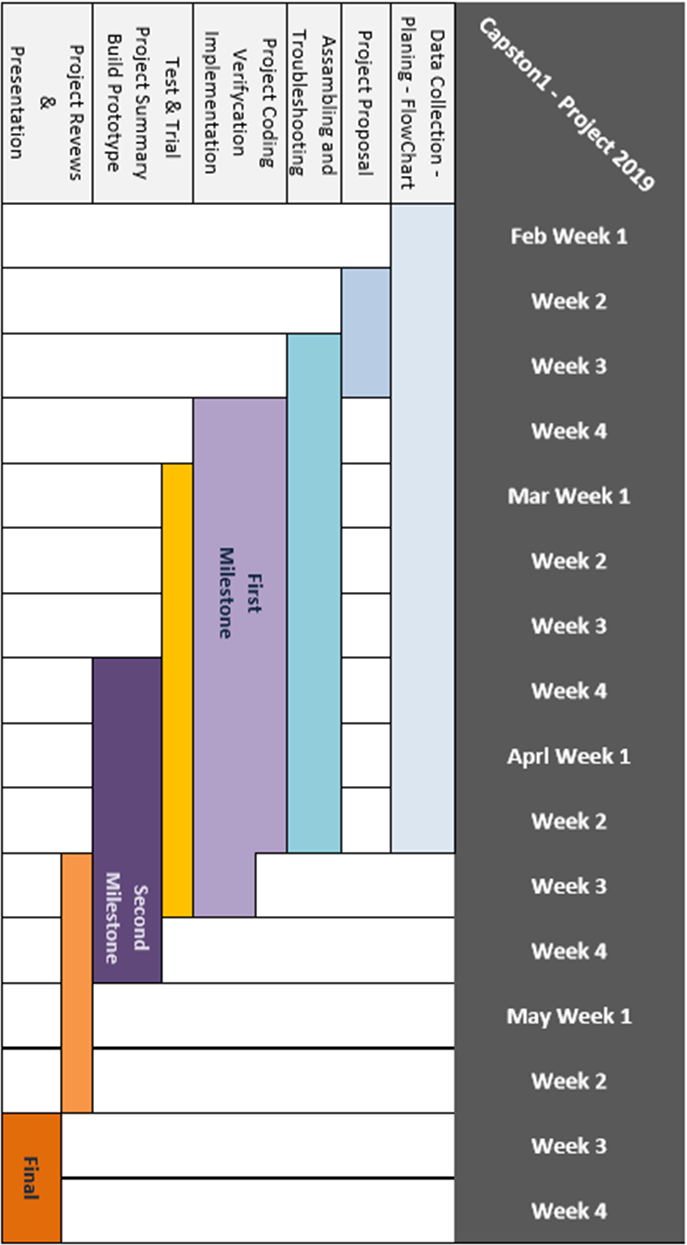 Capston1 - Project 2019
Feb Week 1
Week 2
Week 3
Week 4
Mar Week 1
Week 2
Week 3
Week 4
Aprl Week 1
Week 2
Week 3
Week 4
May Week 1
Week 2
Week 3
Week 4
Data Collection -
Planing - FlowChart
Project Proposal
Assambling and
Troubleshooting
Project Coding
Verifycation
Implementation
First
Milestone
Test & Trial
Project Summary
Build Prototype
Second
Milestone
Project Revews
&
Presentation
Final